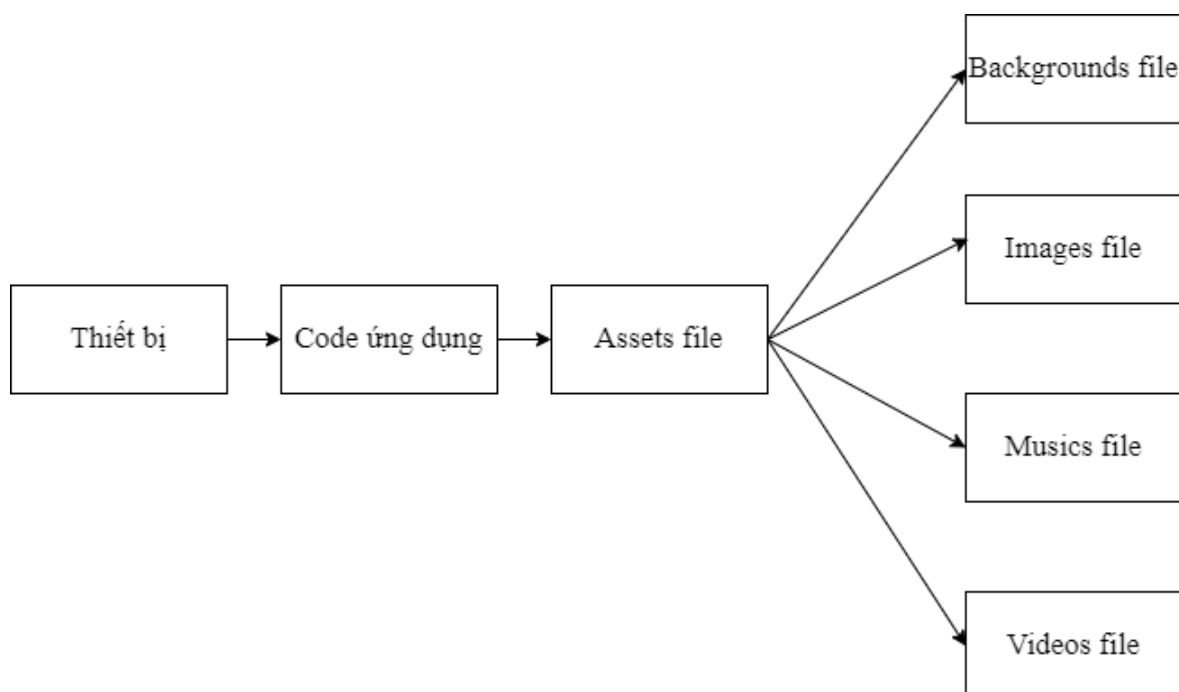 Backgrounds file
Images file
Thiết bị
Code ứng dụng
Assets file
Musics file
Videos file